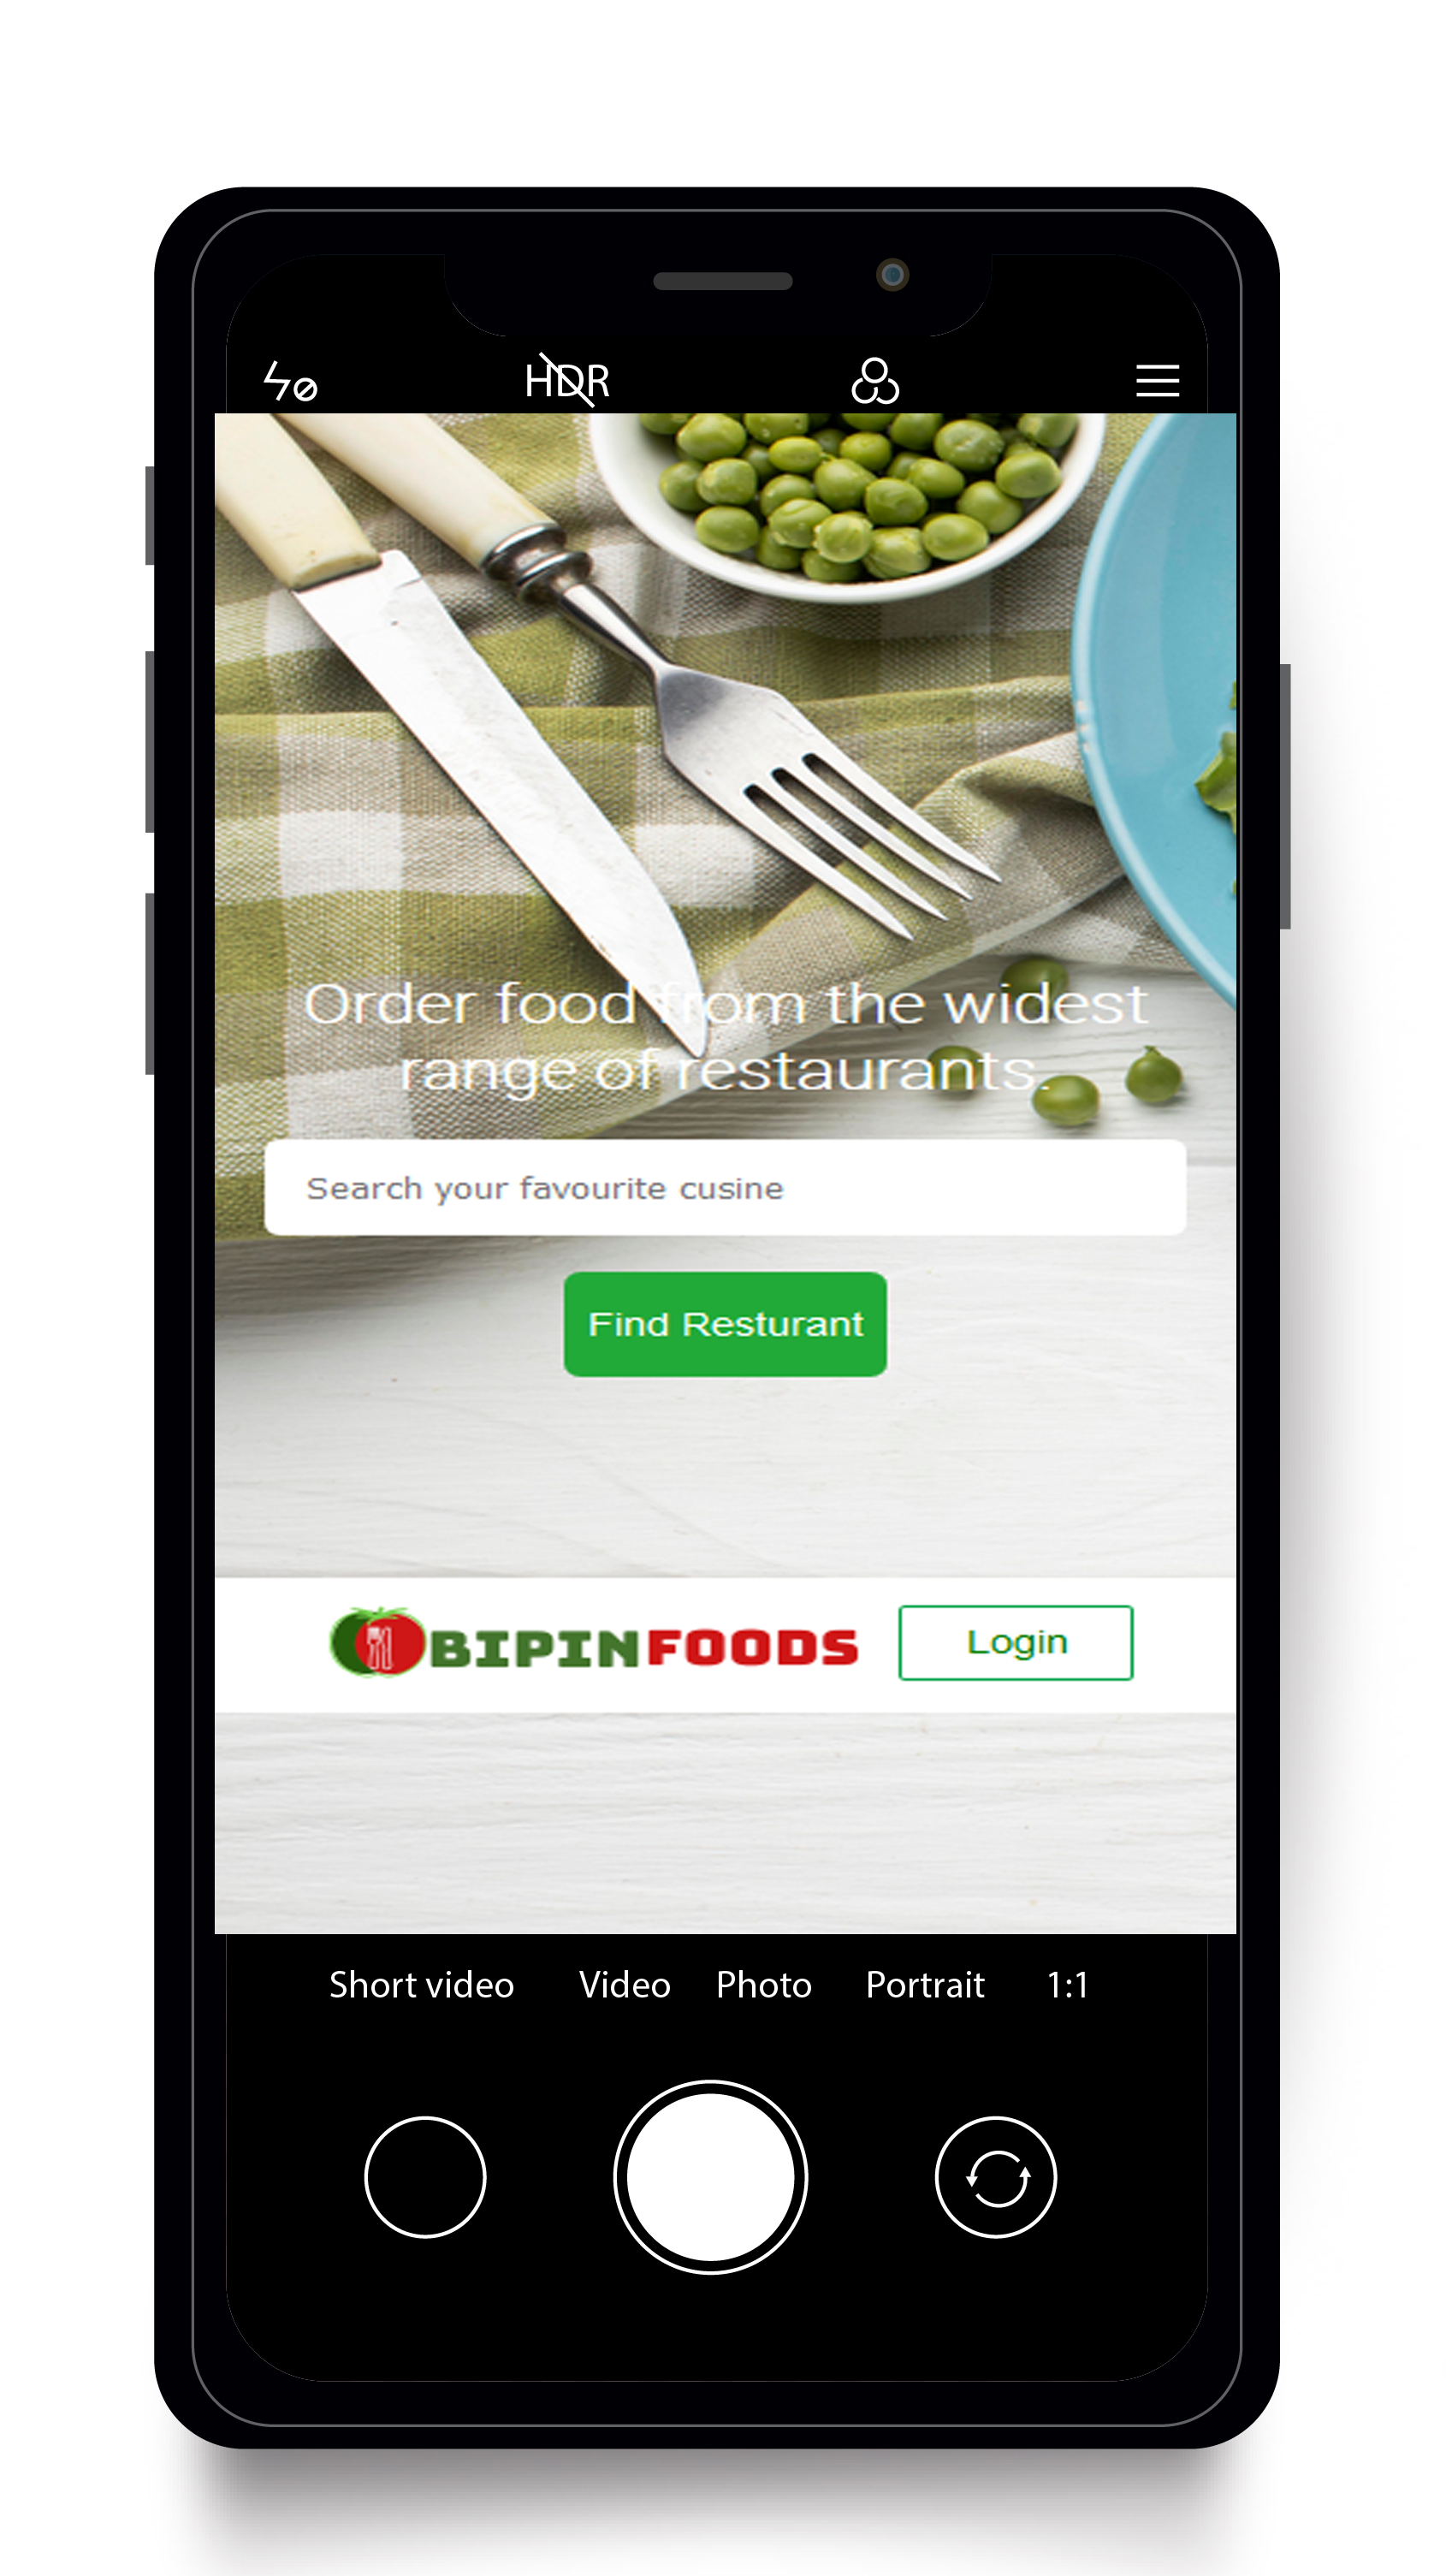 HDR
Order food from the widest
range of restaurants.
Search your favourite cusine
Find Resturant
BIPINFOODS
Login
Short video Video Photo Portrait 1:1